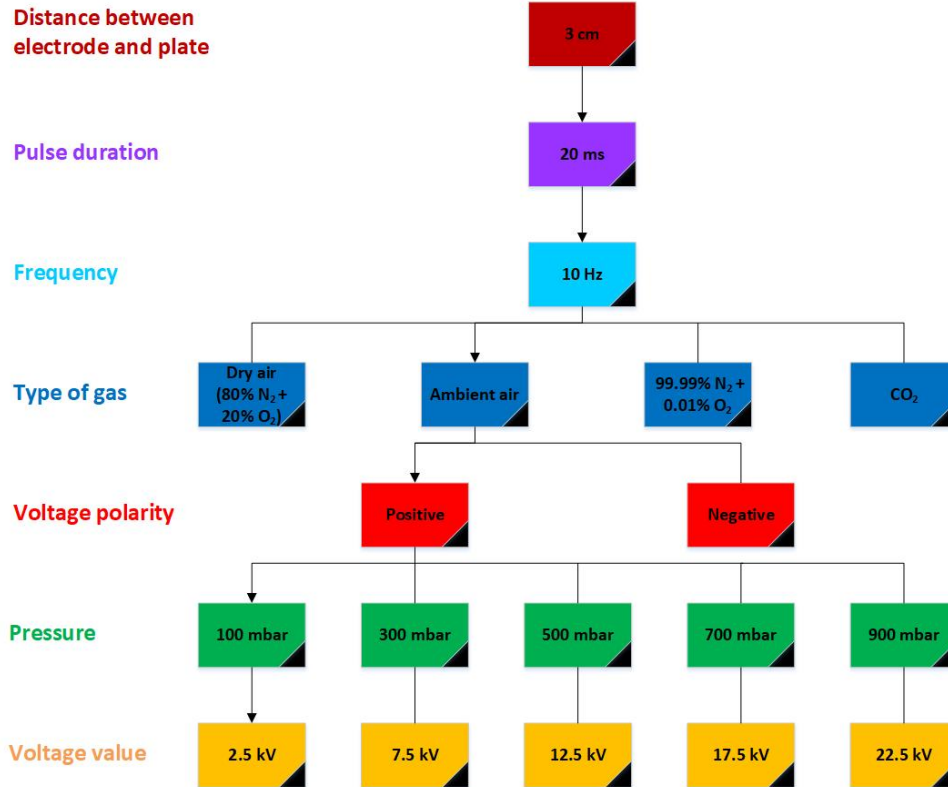 Distance between
electrode and plate
3 cm
Pulse duration
20 ms
Frequency
10 Hz
Type of gas
Dry air
(80% N₂ +
20% O₂)
Ambient air
99.99% N₂ +
0.01% O₂
CO₂
Voltage polarity
Positive
Negative
Pressure
100 mbar
300 mbar
500 mbar
700 mbar
900 mbar
Voltage value
2.5 kV
7.5 kV
12.5 kV
17.5 kV
22.5 kV